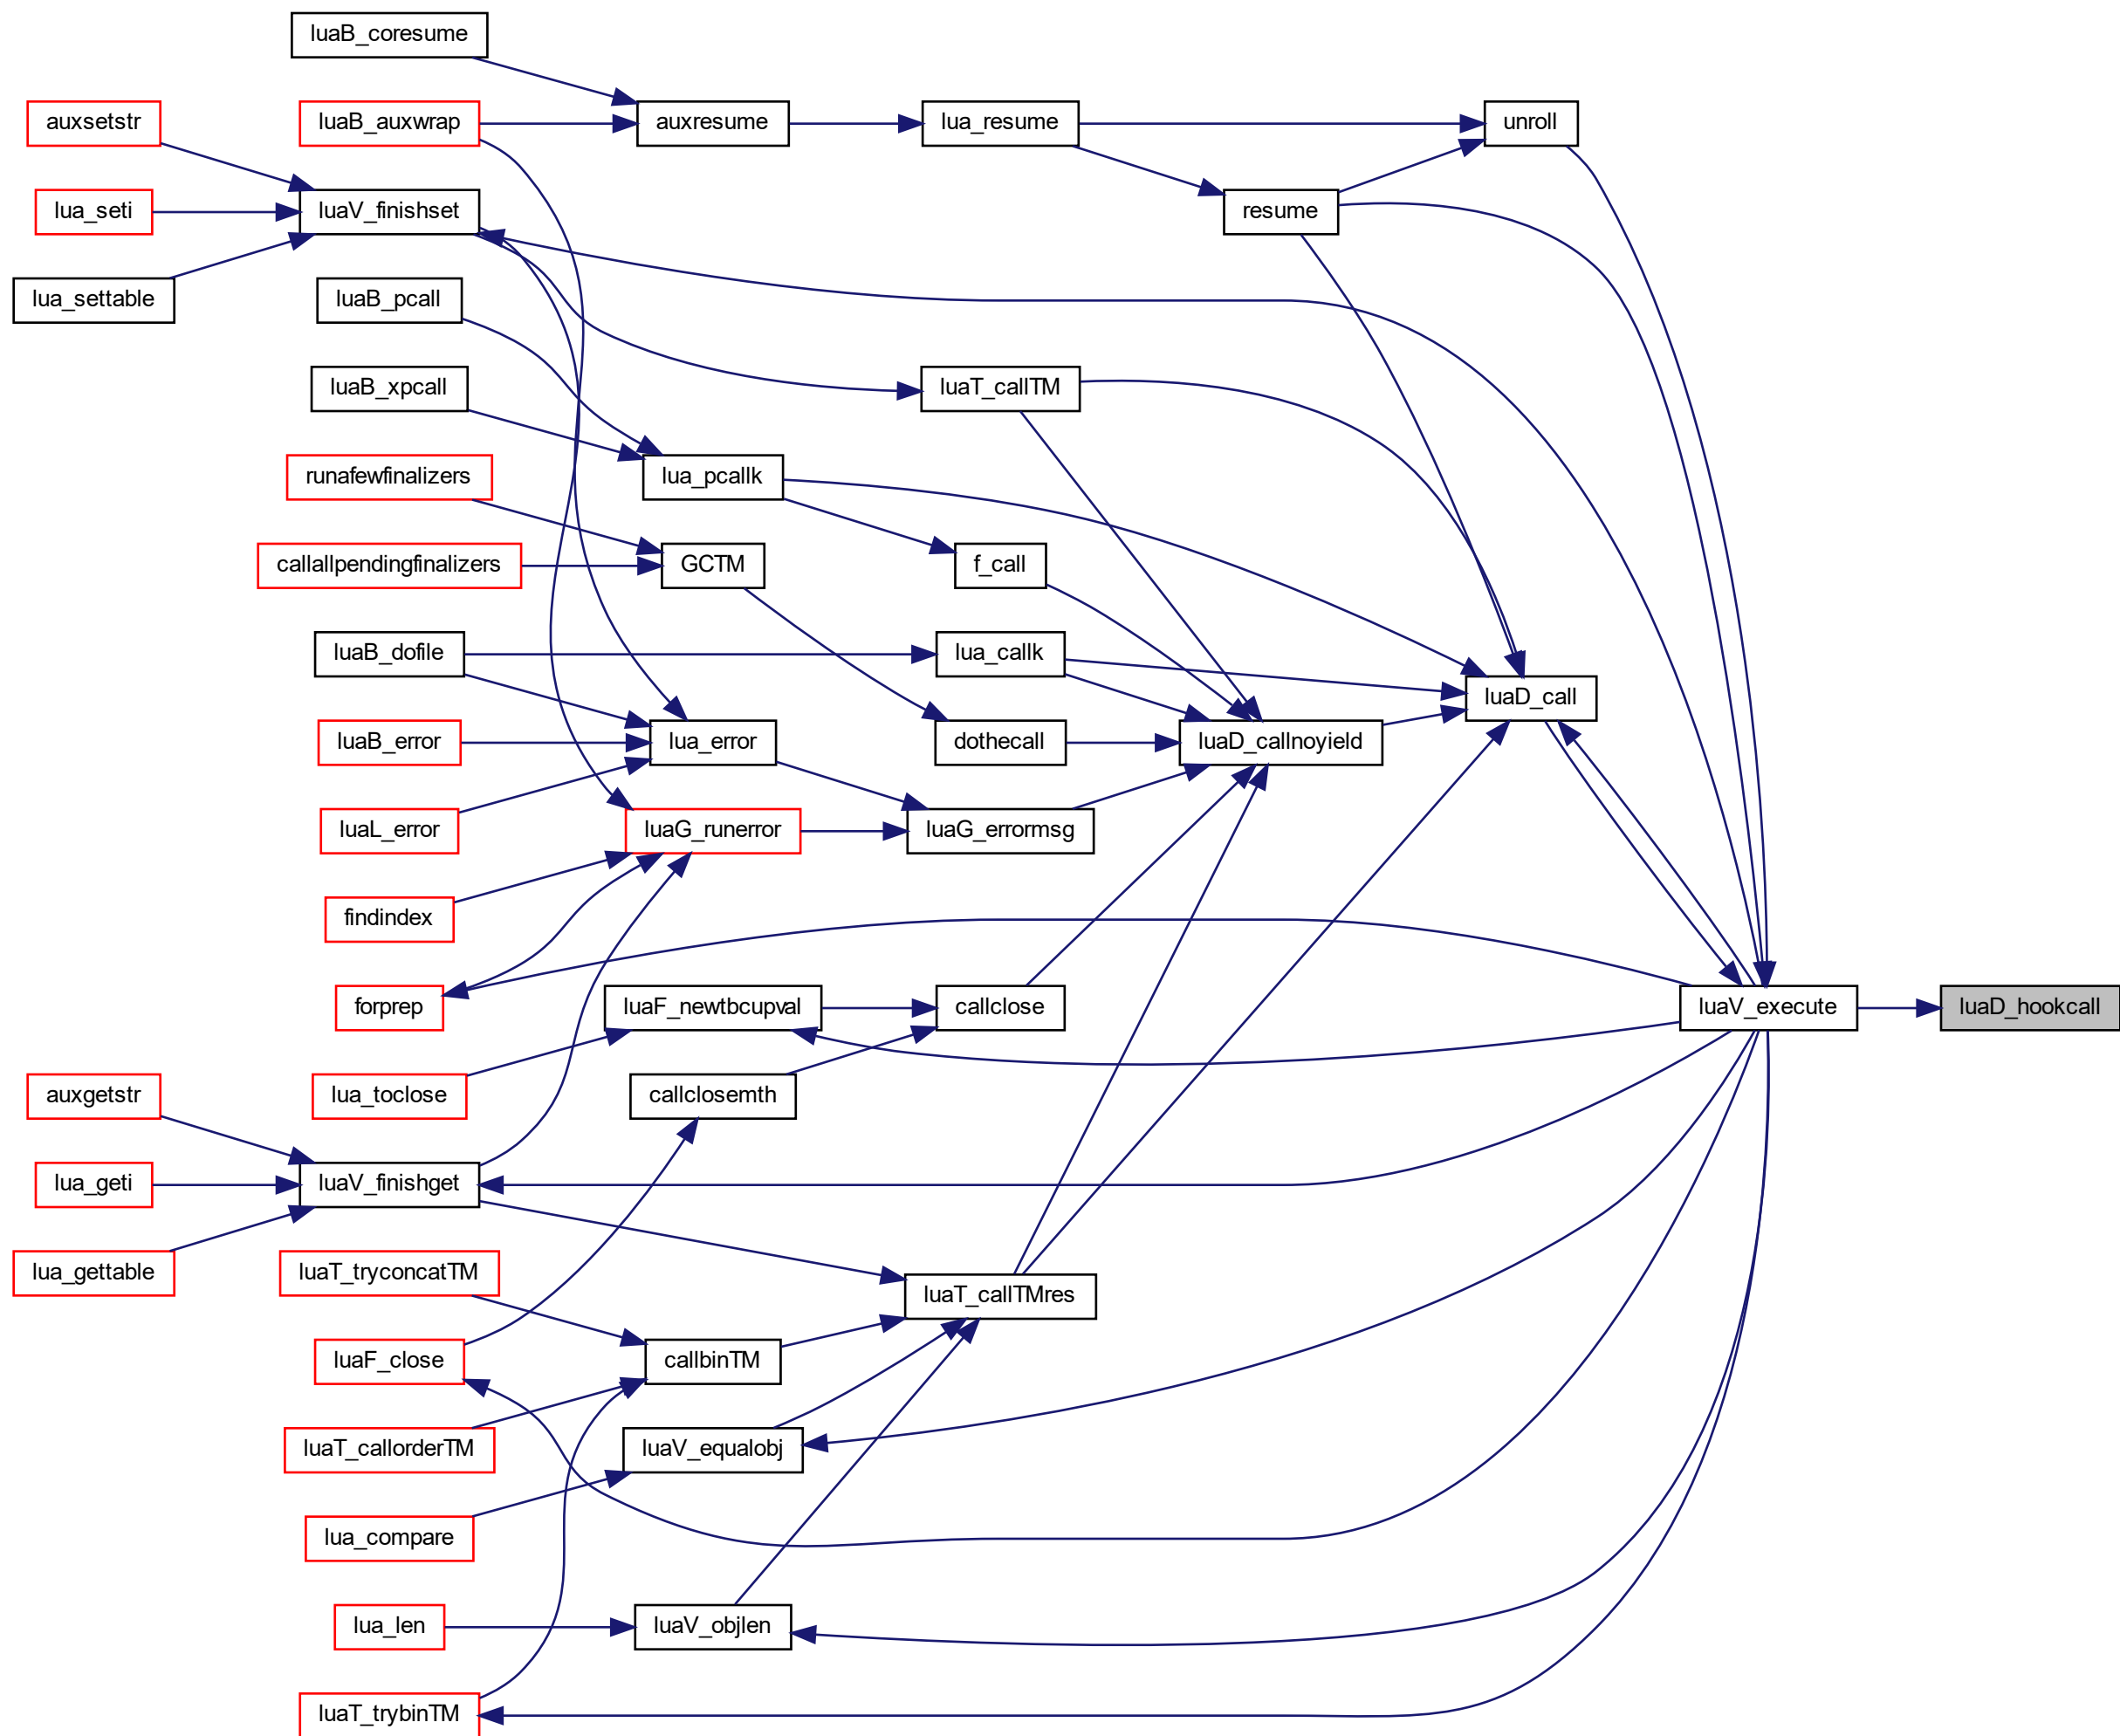 luaB_coresume
auxsetstr
luaB_auxwrap
auxresume
lua_resume
unroll
lua_seti
luaV_finishset
resume
lua_settable
luaB_pcall
luaB_xpcall
luaT_callTM
runafewfinalizers
lua_pcallk
callallpendingfinalizers
GCTM
f_call
luaB_dofile
lua_callk
luaD_call
luaB_error
lua_error
dothecall
luaD_callnoyield
luaL_error
luaG_runerror
luaG_errormsg
findindex
forprep
luaF_newtbcupval
callclose
luaV_execute
luaD_hookcall
auxgetstr
lua_toclose
callclosemth
lua_geti
luaV_finishget
lua_gettable
luaT_tryconcatTM
luaT_callTMres
luaF_close
callbinTM
luaT_callorderTM
luaV_equalobj
lua_compare
lua_len
luaV_objlen
luaT_trybinTM